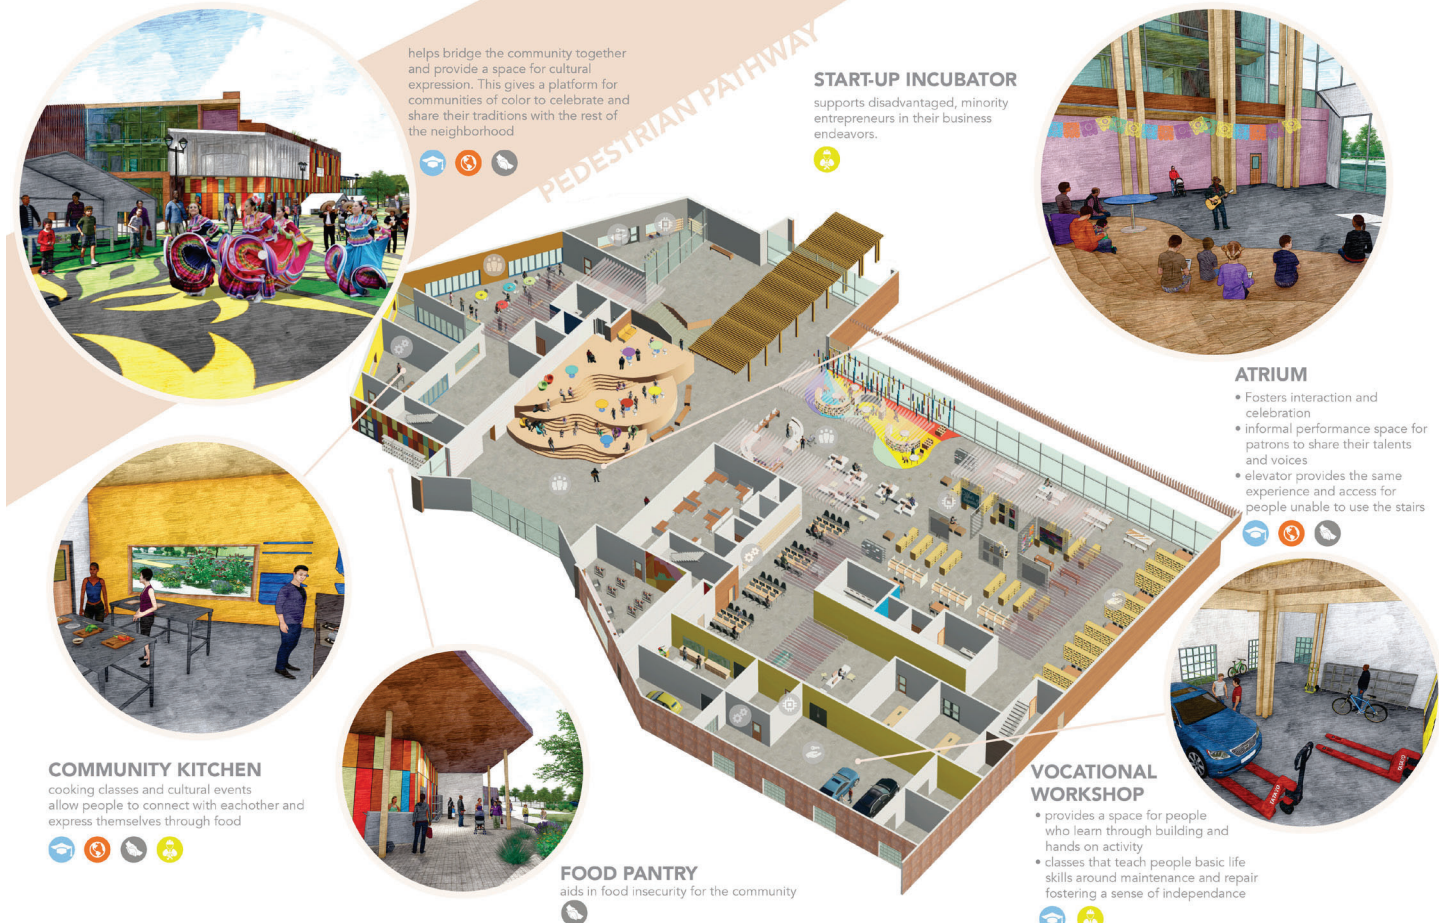 helps bridge the community together
and provide a space for cultural
expression. This gives a platform for
communities of color to celebrate and
share their traditions with the rest of
the neighborhood
PEDESTRIAN PATHWAY
START-UP INCUBATOR
supports disadvantaged, minority
entrepreneurs in their business
endeavors.
ATRIUM
• Fosters interaction and
celebration
• informal performance space for
patrons to share their talents
and voices
• elevator provides the same
experience and access for
people unable to use the stairs
COMMUNITY KITCHEN
cooking classes and cultural events
allow people to connect with eachother and
express themselves through food
FOOD PANTRY
aids in food insecurity for the community
VOCATIONAL
WORKSHOP
• provides a space for people
who learn through building and
hands on activity
• classes that teach people basic life
skills around maintenance and repair
fostering a sense of independance